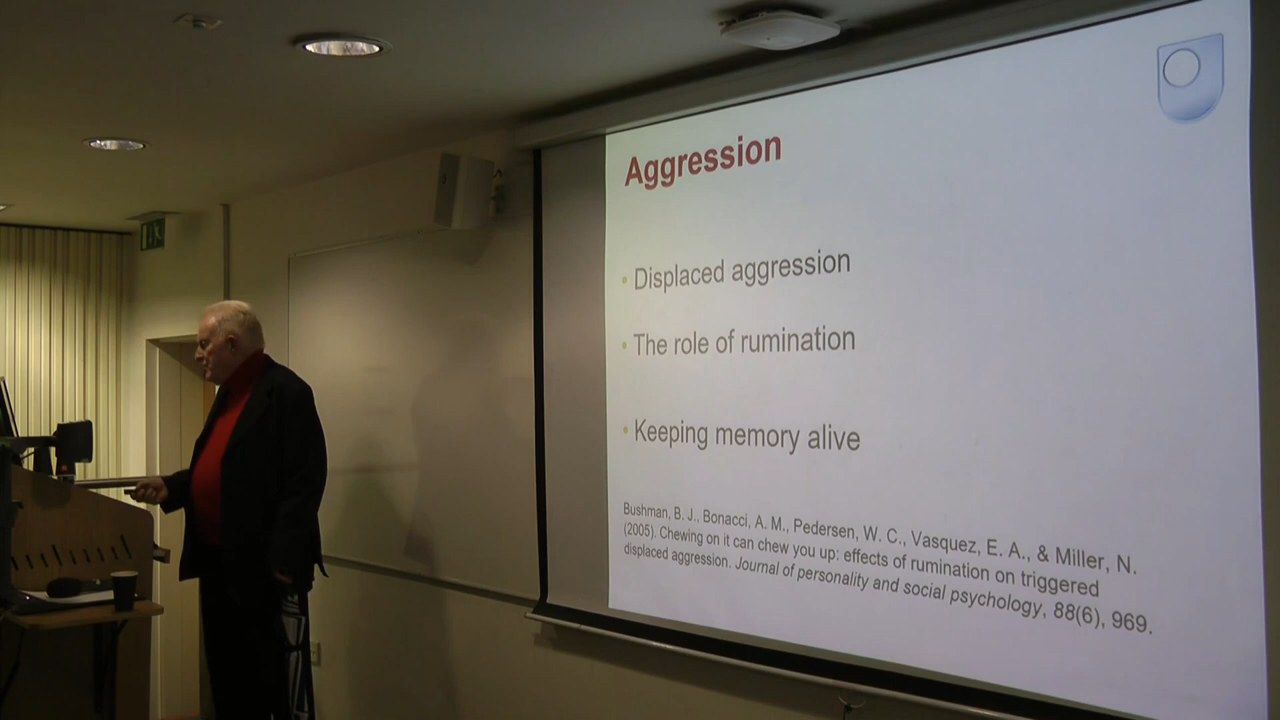 Aggression
• Displaced aggression
• The role of rumination
• Keeping memory alive
Bushman, B. J., Bonacci, A. M., Pedersen, W. C., Vasquez, E. A., & Miller, N.
(2005). Chewing on it can chew you up: effects of rumination on triggered
displaced aggression. Journal of personality and social psychology, 88(6), 969.